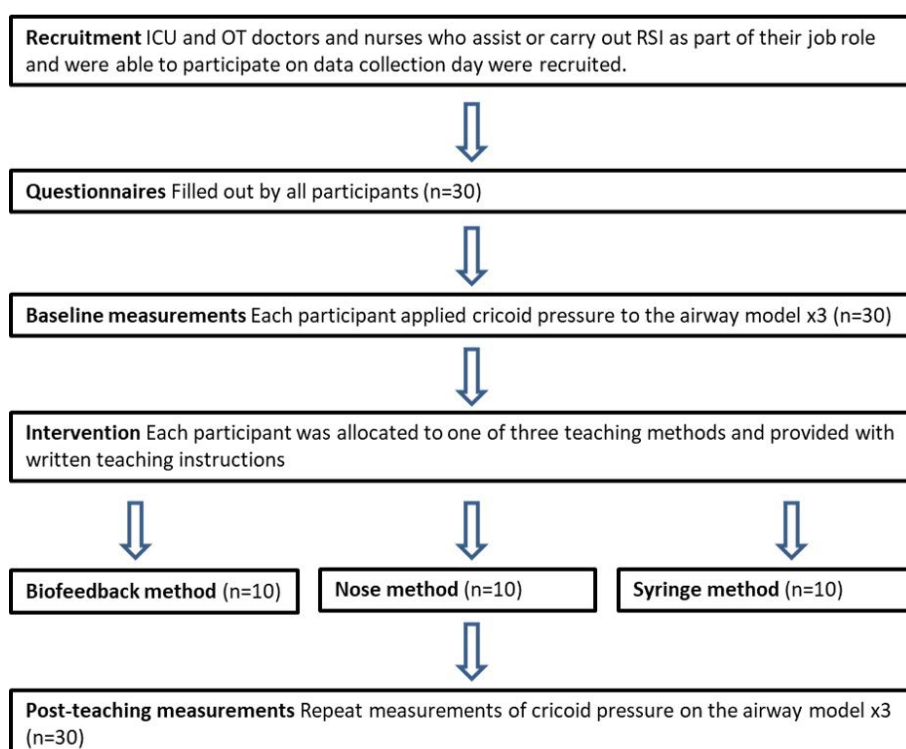 Recruitment ICU and OT doctors and nurses who assist or carry out RSI as part of their job role
and were able to participate on data collection day were recruited.
Questionnaires Filled out by all participants (n=30)
Baseline measurements Each participant applied cricoid pressure to the airway model x3 (n=30)
Intervention Each participant was allocated to one of three teaching methods and provided with
written teaching instructions
Biofeedback method (n=10)
Nose method (n=10)
Syringe method (n=10)
Post-teaching measurements Repeat measurements of cricoid pressure on the airway model x3
(n=30)